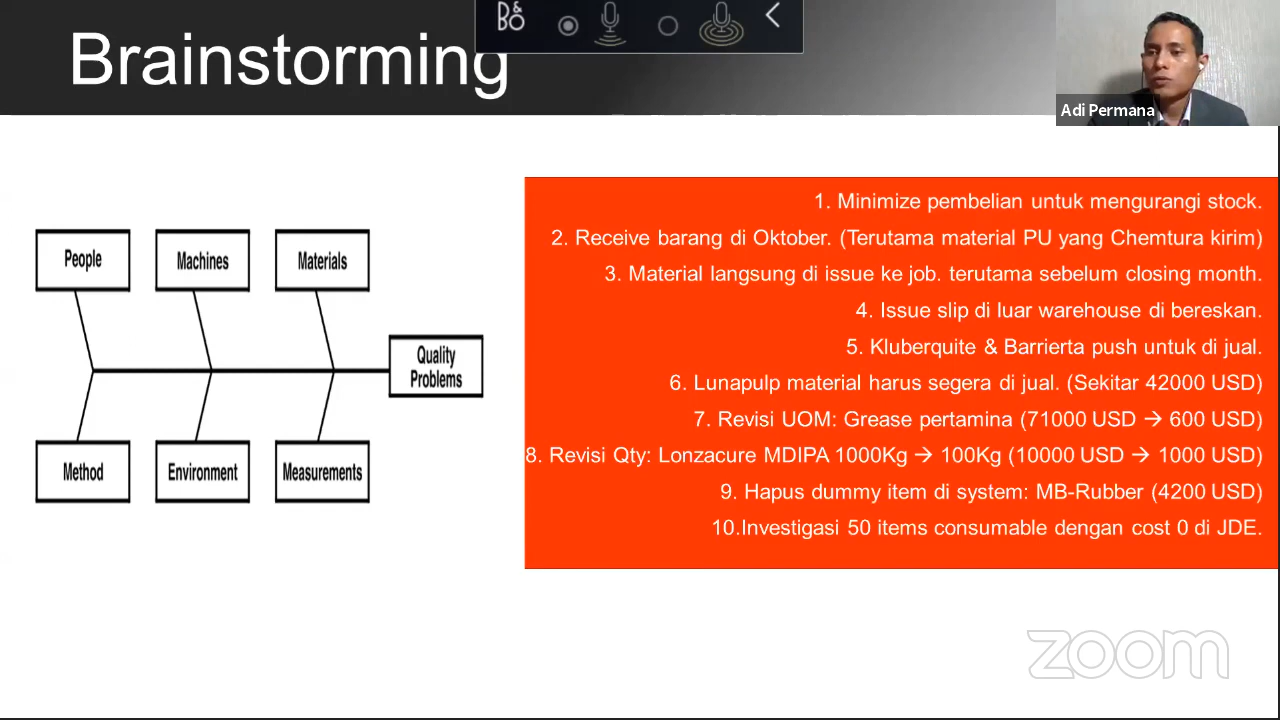 Brainstorming
B&O
Adi Permana
People
Machines
Materials
Quality
Problems
Method
Environment
Measurements
1. Minimize pembelian untuk mengurangi stock.
2. Receive barang di Oktober. (Terutama material PU yang Chemtura kirim)
3. Material langsung di issue ke job. terutama sebelum closing month.
4. Issue slip di luar warehouse di bereskan.
5. Kluberquite & Barrierta push untuk di jual.
6. Lunapulp material harus segera di jual. (Sekitar 42000 USD)
7. Revisi UOM: Grease pertamina (71000 USD → 600 USD)
8. Revisi Qty: Lonzacure MDIPA 1000Kg → 100Kg (10000 USD → 1000 USD)
9. Hapus dummy item di system: MB-Rubber (4200 USD)
10.Investigasi 50 items consumable dengan cost 0 di JDE.
zoom